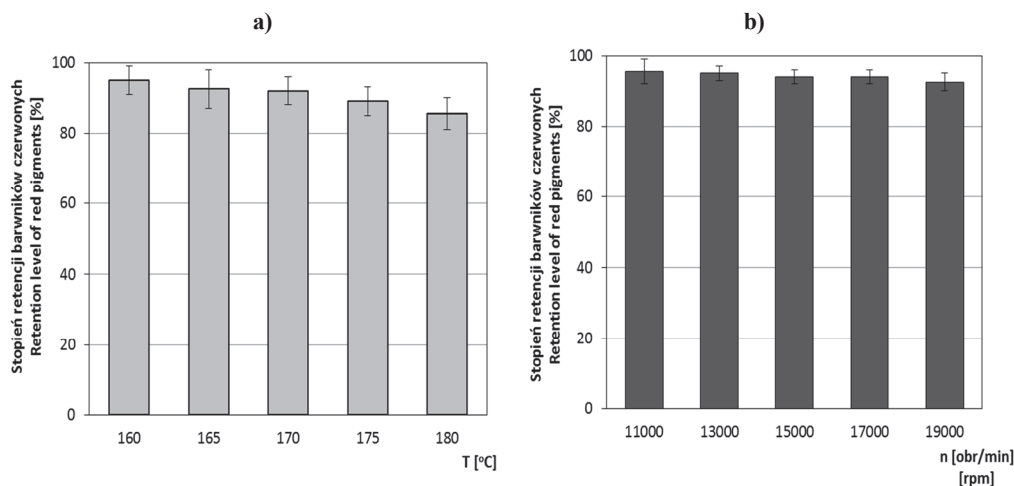 a)
Stopień retencji barwników czerwonych
Retention level of red pigments [%]
100
80
60
40
20
0
160 165 170 175 180
T [°C]
b)
Stopień retencji barwników czerwonych
Retention level of red pigments [%]
100
80
60
40
20
0
11000 13000 15000 17000 19000
n [obr/min]
[rpm]